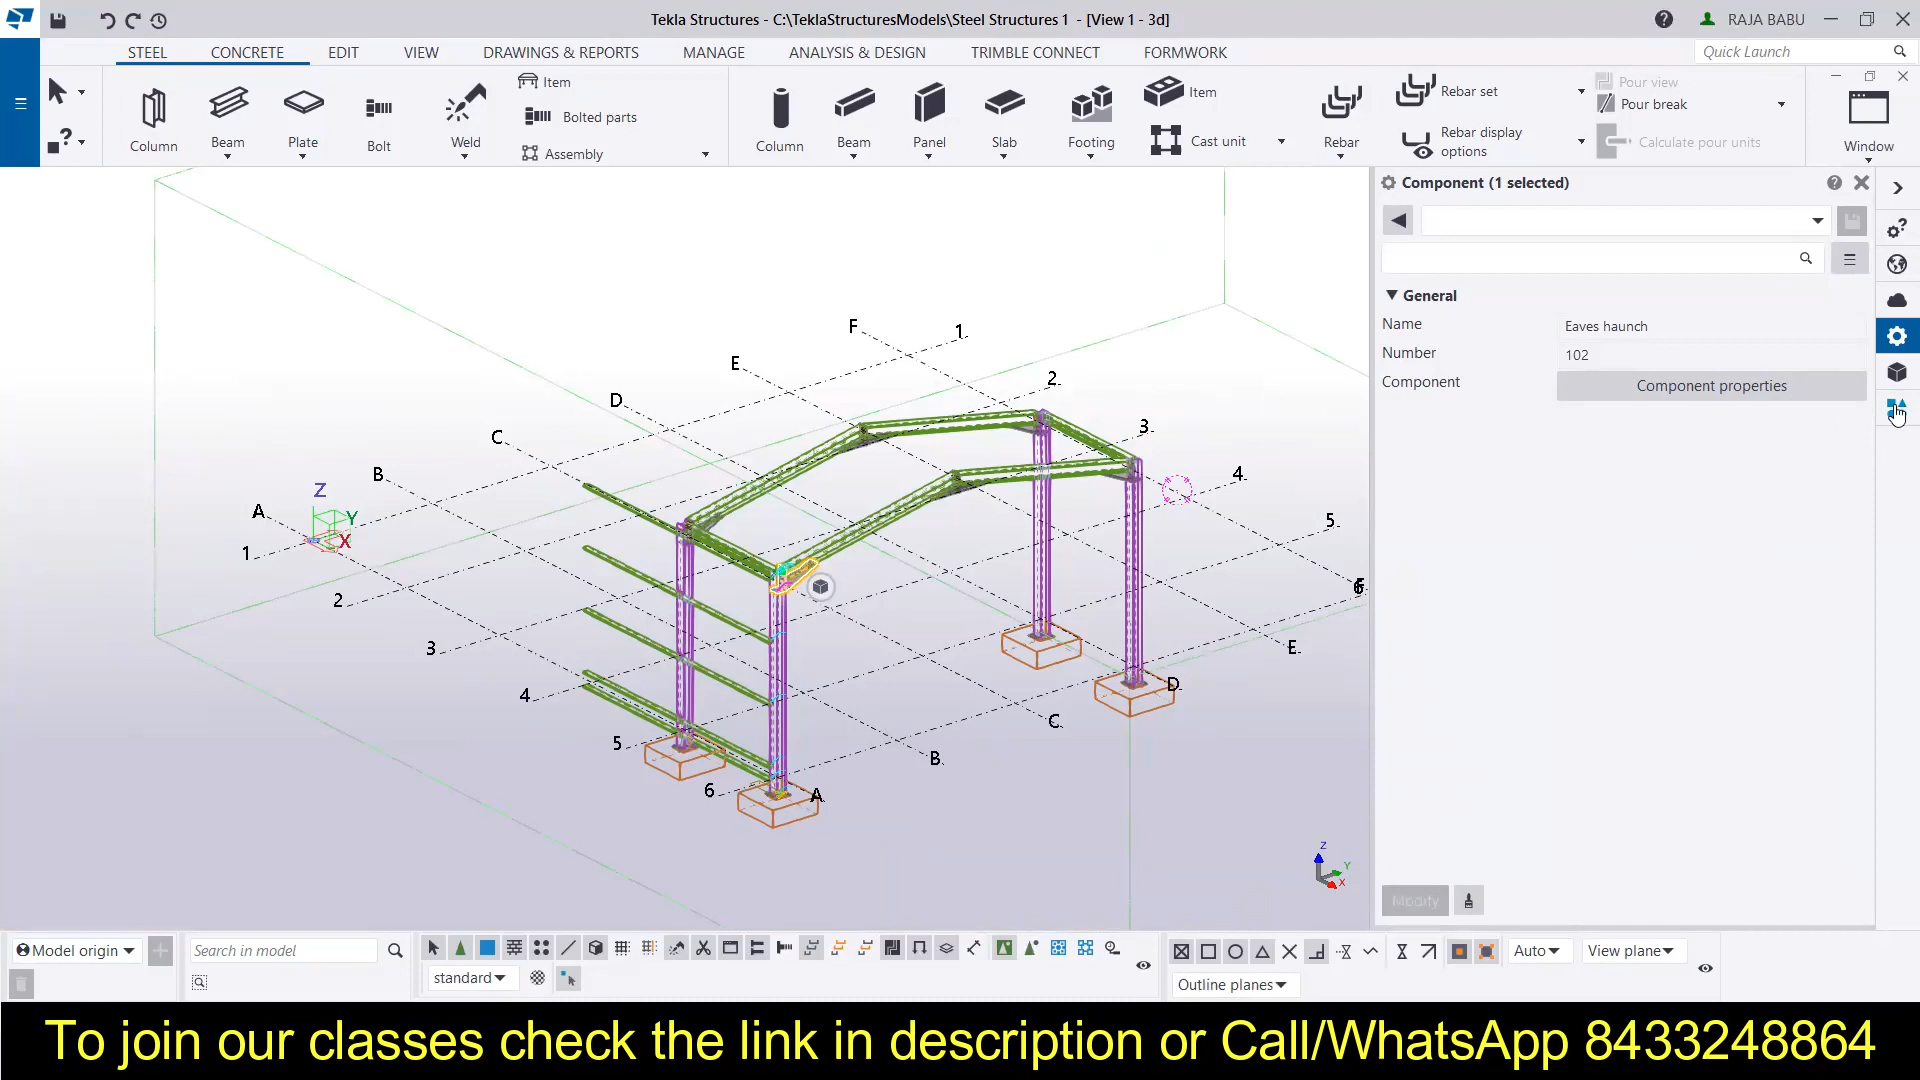 Tekla Structures - C:\TeklaStructuresModels\Steel Structures 1 - [View 1 - 3d]
RAJA BABU
STEEL CONCRETE EDIT VIEW DRAWINGS & REPORTS MANAGE ANALYSIS & DESIGN TRIMBLE CONNECT FORMWORK
Quick Launch
Column Beam Plate Bolt Weld
Item
Bolted parts
Assembly
Column Beam Panel Slab Footing
Item
Cast unit
Rebar
Rebar set
Rebar display options
Pour view
Pour break
Calculate pour units
Window
Component (1 selected)
General
Name Eaves haunch
Number 102
Component Component properties
Modify
F 1
E 2
D 3
C 4
B 5
A
1
2
3
4
5
6
E
D
C
B
A
Z
Y
X
Z
Y
X
Model origin
Search in model
standard
Auto
View plane
Outline planes
To join our classes check the link in description or Call/WhatsApp 8433248864